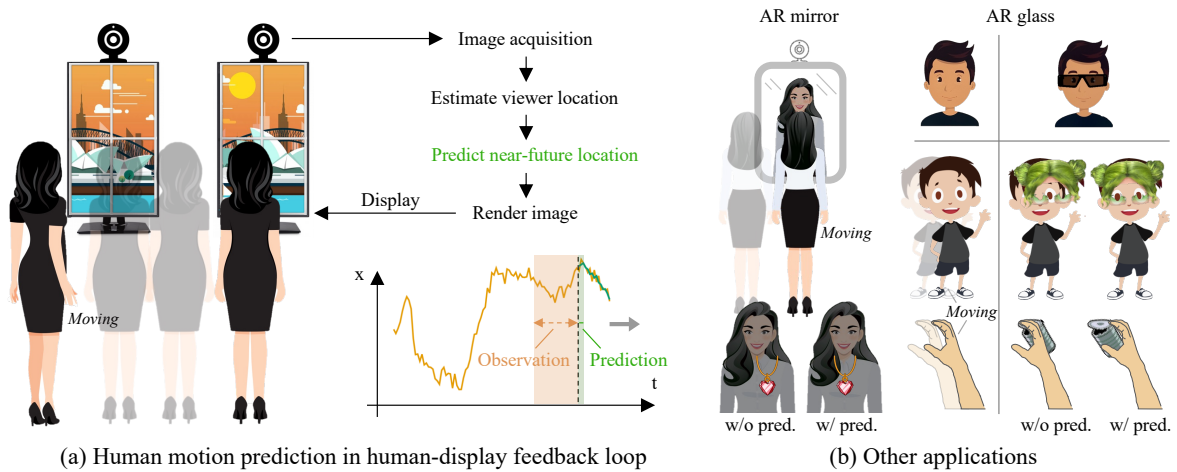 Image acquisition
Estimate viewer location
Predict near-future location
Render image
Display
Moving
x
Observation
Prediction
t
(a) Human motion prediction in human-display feedback loop
AR mirror
AR glass
Moving
Moving
w/o pred.
w/ pred.
w/o pred.
w/ pred.
(b) Other applications